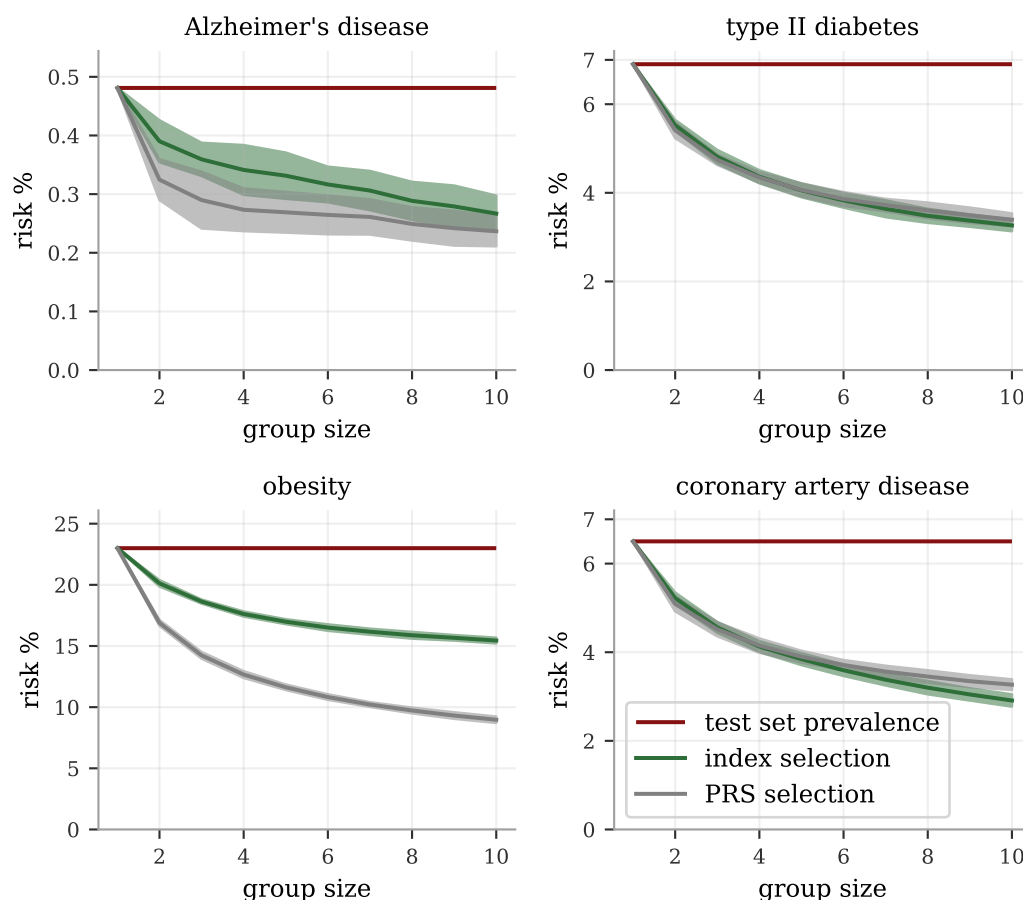 Alzheimer's disease
0.5
0.4
0.3
0.2
0.1
0.0
risk %
2 4 6 8 10
group size
type II diabetes
7
6
4
2
0
risk %
2 4 6 8 10
group size
obesity
25
20
15
10
5
0
risk %
2 4 6 8 10
group size
coronary artery disease
7
6
4
2
0
risk %
test set prevalence
index selection
PRS selection
2 4 6 8 10
group size